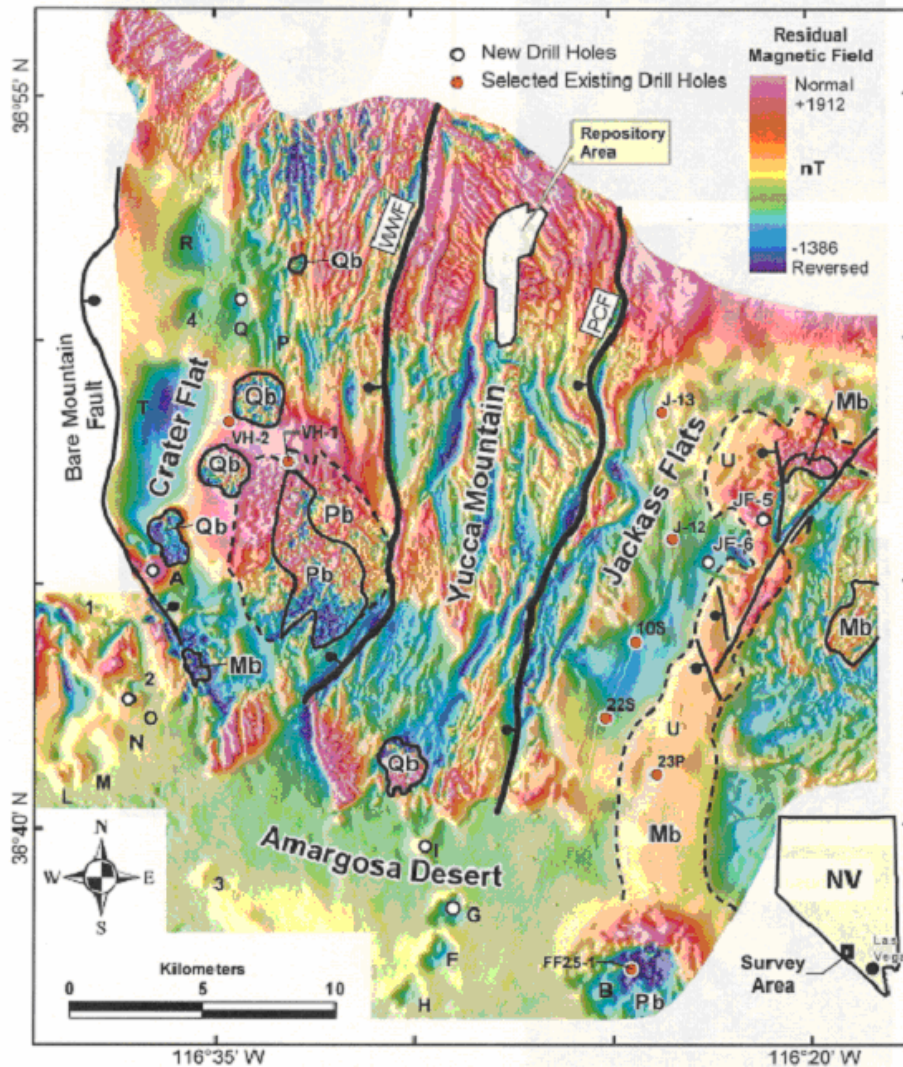 New Drill Holes
Selected Existing Drill Holes
Residual
Magnetic Field
Normal
+1912
nT
-1386
Reversed
36°55' N
36°40' N
Repository
Area
WWF
PCF
R
Qb
4
Q
P
Bare Mountain
Fault
T
Crater Flat
Qb
VH-2
VH-1
Qb
Qb
Pb
Pb
A
Yucca Mountain
Jackass Flats
J-13
Mb
U
JF-5
J-12
JF-6
Mb
10S
22S
U
23P
Mb
1
Mb
2
O
N
M
L
Qb
Amargosa Desert
I
G
F
H
3
FF25-1
B
Pb
N
W
E
S
Kilometers
0
5
10
NV
Las
Vegas
Survey
Area
116°35' W
116°20' W